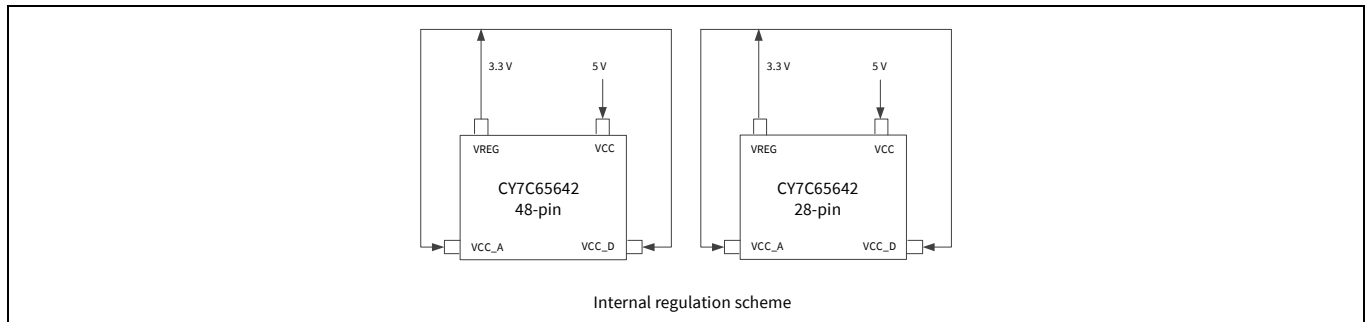 3.3 V 5 V
VREG VCC
CY7C65642
48-pin
VCC_A VCC_D
3.3 V 5 V
VREG VCC
CY7C65642
28-pin
VCC_A VCC_D
Internal regulation scheme